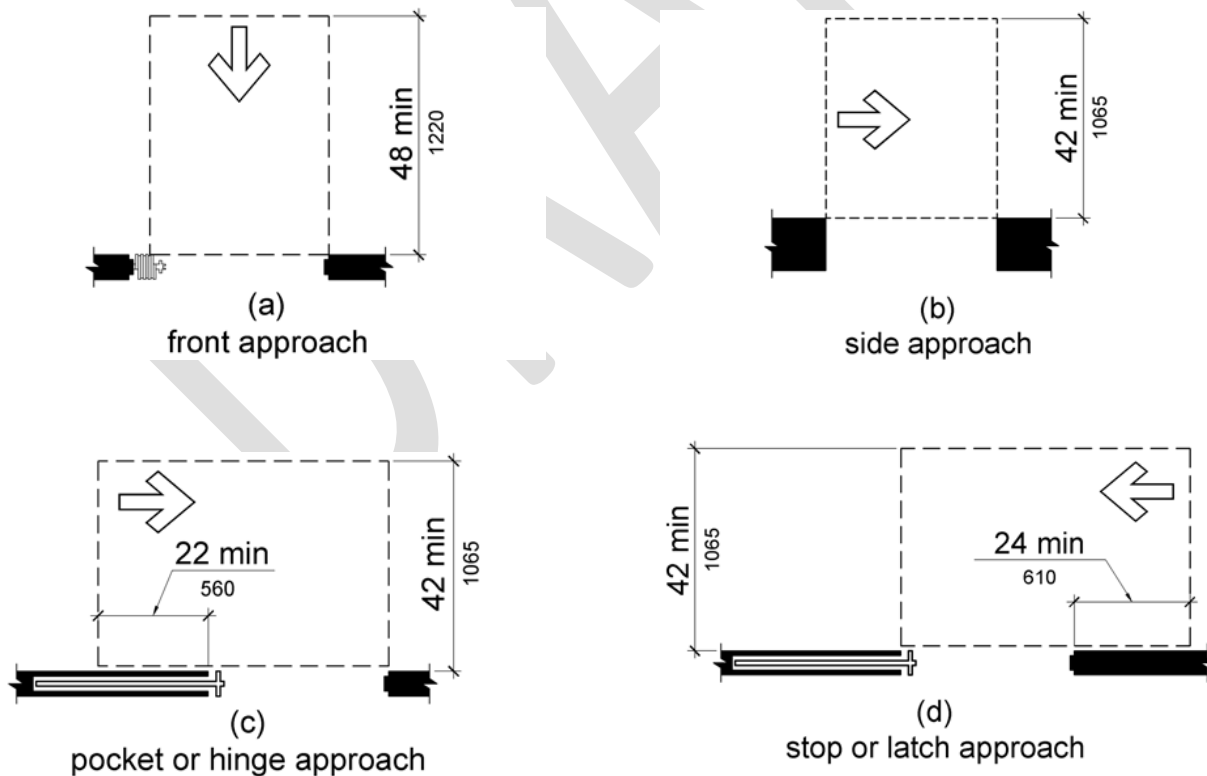 48 min
1220
(a)
front approach
42 min
1065
(b)
side approach
22 min
560
42 min
1065
(c)
pocket or hinge approach
42 min
1065
24 min
610
(d)
stop or latch approach